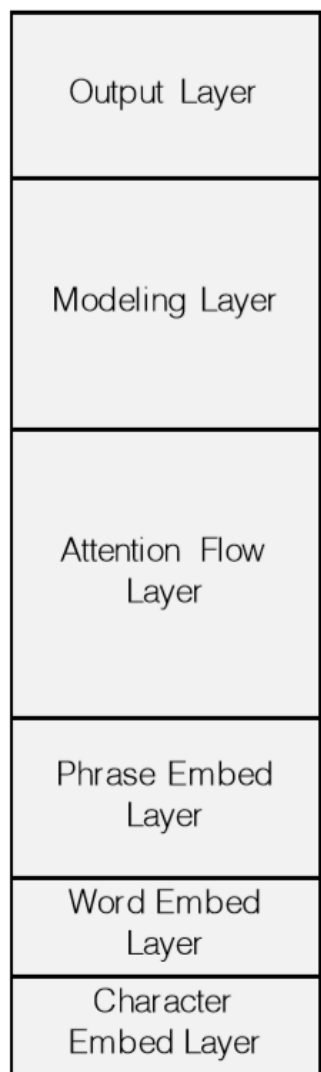 Output Layer
Modeling Layer
Attention Flow
Layer
Phrase Embed
Layer
Word Embed
Layer
Character
Embed Layer